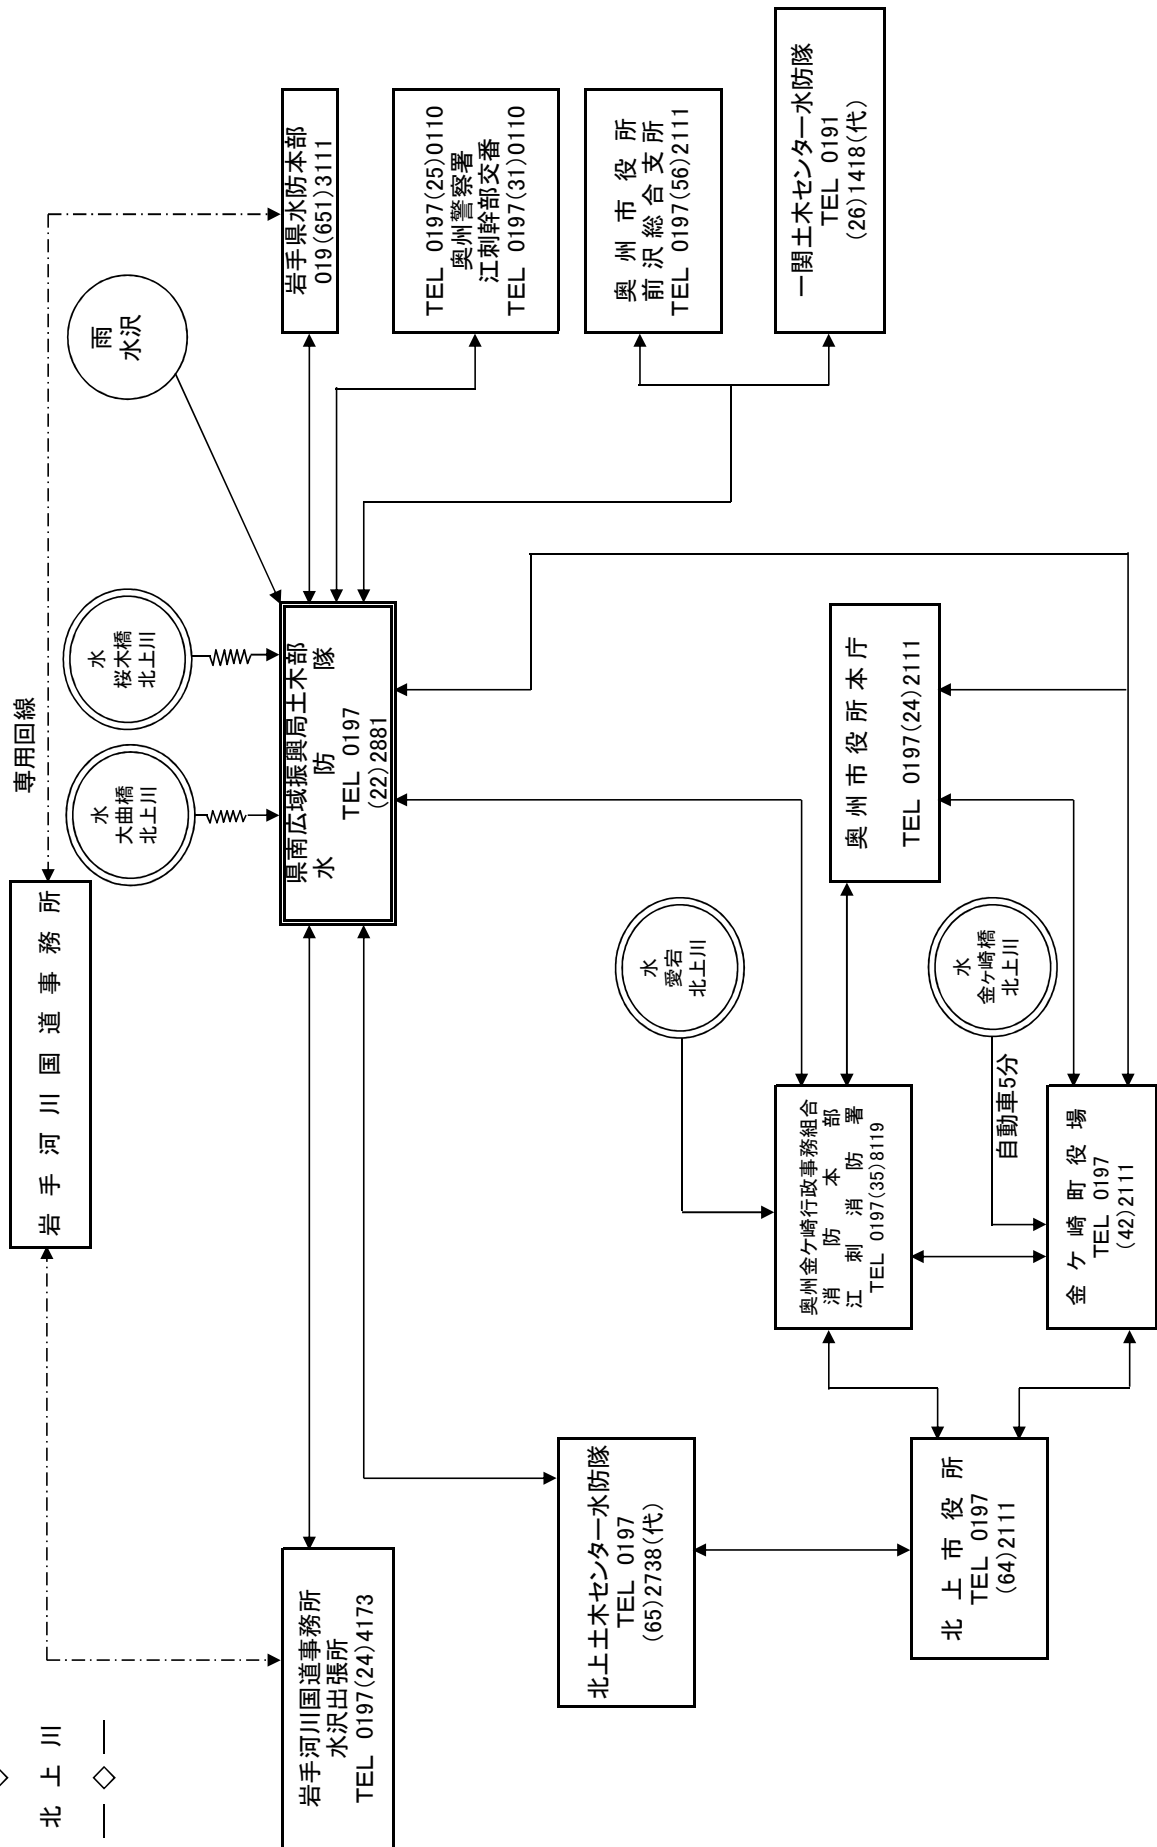 北上川
専用回線
岩手河川国道事務所
岩手県水防本部
019(651)3111
雨
水沢
水
桜木橋
北上川
水
大曲橋
北上川
県南広域振興局土木部
水防隊
TEL 0197
(22)2881
TEL 0197(25)0110
奥州警察署
江刺幹部交番
TEL 0197(31)0110
奥州市役所
前沢総合支所
TEL 0197(56)2111
一関土木センター水防隊
TEL 0191
(26)1418(代)
岩手河川国道事務所
水沢出張所
TEL 0197(24)4173
北上土木センター水防隊
TEL 0197
(65)2738(代)
水
愛宕
北上川
奥州市役所本庁
TEL 0197(24)2111
奥州金ケ崎行政事務組合
消防本部
江刺消防署
TEL 0197(35)8119
水
金ケ崎橋
北上川
自動車5分
金ケ崎町役場
TEL 0197
(42)2111
北上市役所
TEL 0197
(64)2111